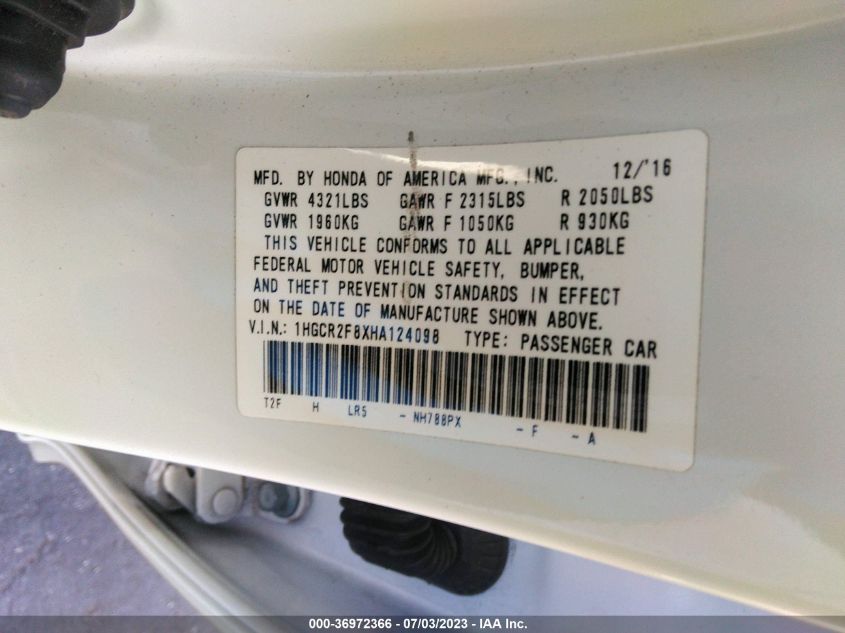 MFD. BY HONDA OF AMERICA MFG., INC. 12/'16
GVWR 4321LBS GAWR F 2315LBS R 2050LBS
GVWR 1960KG GAWR F 1050KG R 930KG
THIS VEHICLE CONFORMS TO ALL APPLICABLE
FEDERAL MOTOR VEHICLE SAFETY, BUMPER,
AND THEFT PREVENTION STANDARDS IN EFFECT
ON THE DATE OF MANUFACTURE SHOWN ABOVE.
V.I.N.: 1HGCR2F8XHA124098 TYPE: PASSENGER CAR
T2F H LR5 - NH788PX - F - A
000-36972366 - 07/03/2023 - IAA Inc.